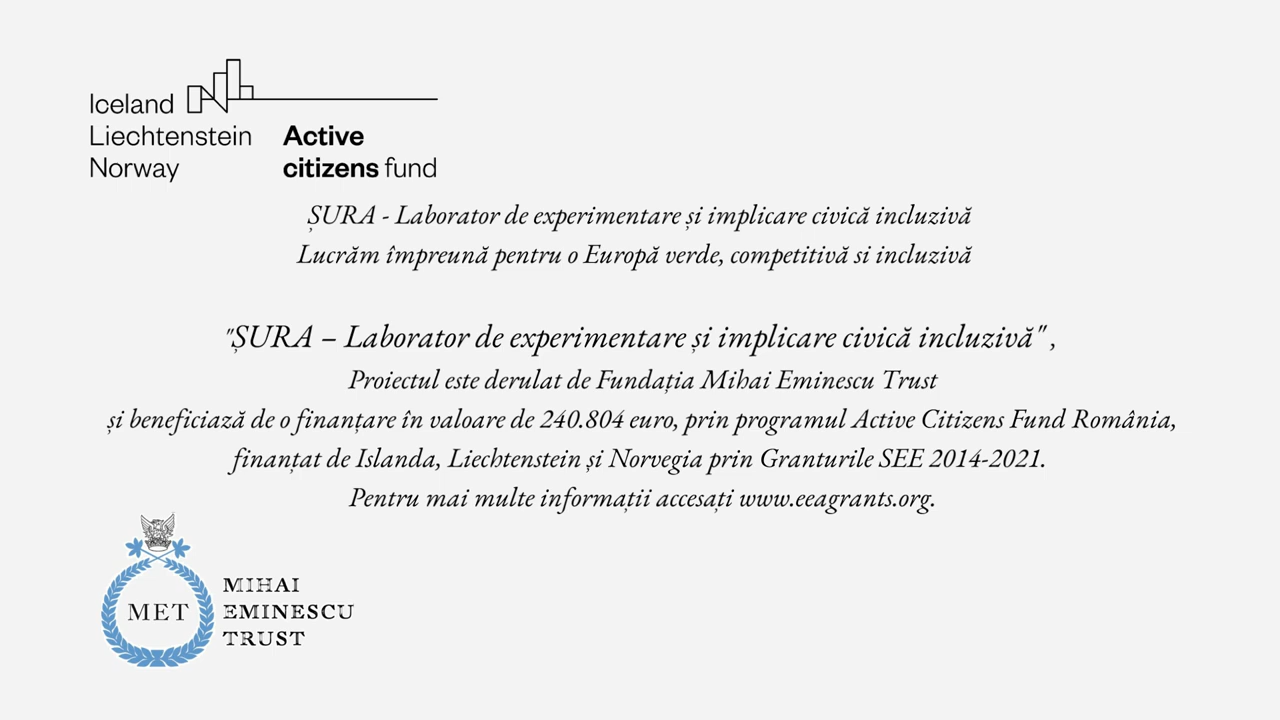 Iceland
Liechtenstein
Norway
Active
citizens fund
ȘURA - Laborator de experimentare și implicare civică incluzivă
Lucrăm împreună pentru o Europă verde, competitivă si incluzivă
"ȘURA – Laborator de experimentare și implicare civică incluzivă" ,
Proiectul este derulat de Fundația Mihai Eminescu Trust
și beneficiază de o finanțare în valoare de 240.804 euro, prin programul Active Citizens Fund România,
finanțat de Islanda, Liechtenstein și Norvegia prin Granturile SEE 2014-2021.
Pentru mai multe informații accesați www.eeagrants.org.
MET
MIHAI
EMINESCU
TRUST